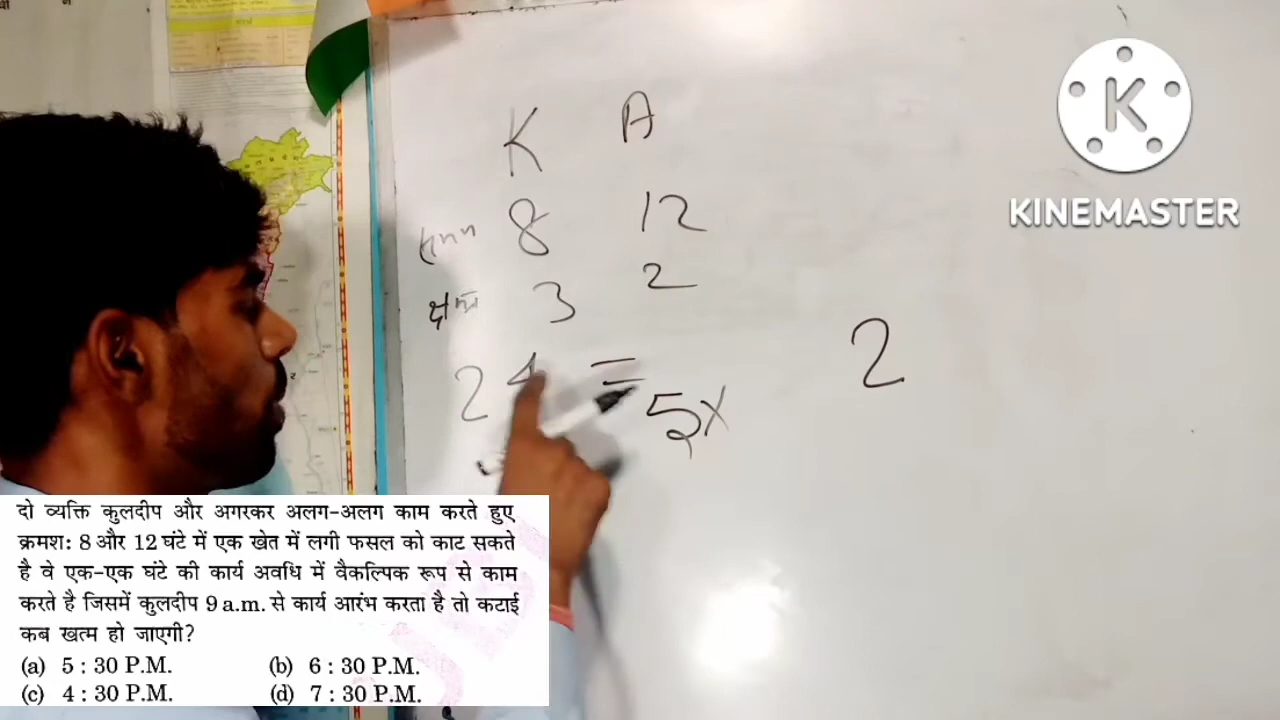 K A
समय 8 12
क्षमता 3 2
24 = 5x 2
KINEMASTER
दो व्यक्ति कुलदीप और अगरकर अलग-अलग काम करते हुए
क्रमश: 8 और 12 घंटे में एक खेत में लगी फसल को काट सकते
है वे एक-एक घंटे की कार्य अवधि में वैकल्पिक रूप से काम
करते है जिसमें कुलदीप 9 a.m. से कार्य आरंभ करता है तो कटाई
कब खत्म हो जाएगी?
(a) 5 : 30 P.M. (b) 6 : 30 P.M.
(c) 4 : 30 P.M. (d) 7 : 30 P.M.